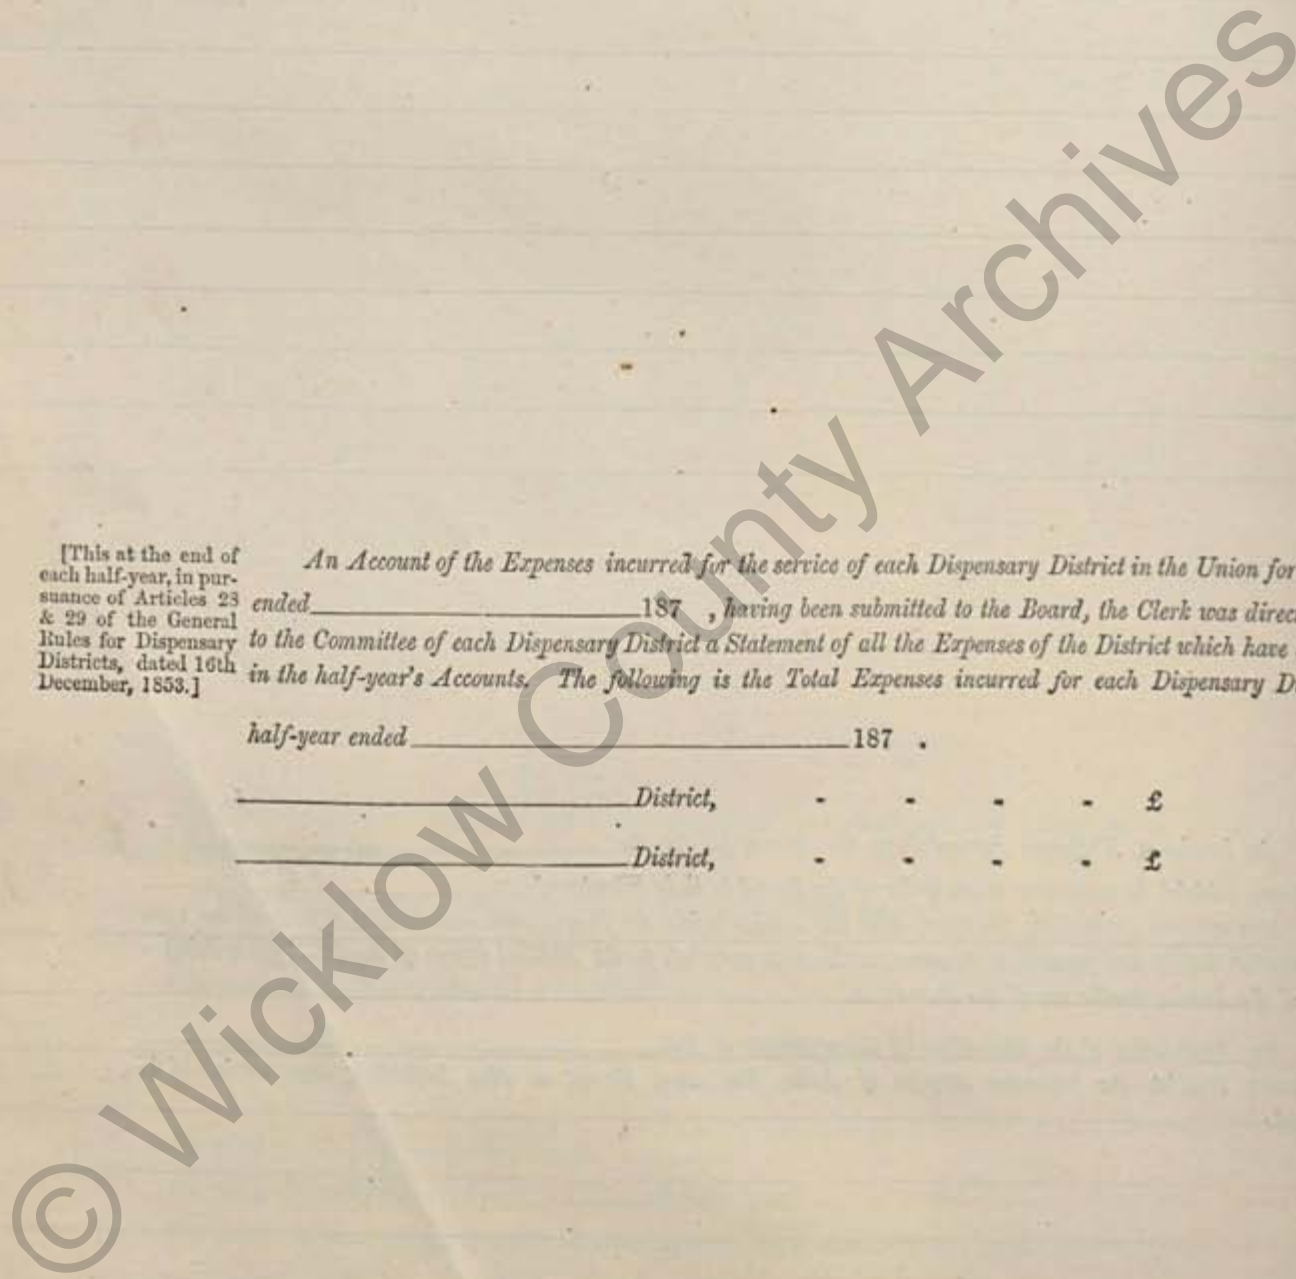 [This at the end of
each half-year, in pur-
suance of Articles 23
& 29 of the General
Rules for Dispensary
Districts, dated 16th
December, 1853.]
An Account of the Expenses incurred for the service of each Dispensary District in the Union for
ended 187 , having been submitted to the Board, the Clerk was direc
to the Committee of each Dispensary District a Statement of all the Expenses of the District which have
in the half-year's Accounts. The following is the Total Expenses incurred for each Dispensary D
half-year ended 187 .
District, - - - - £
District, - - - - £
© Wicklow County Archives